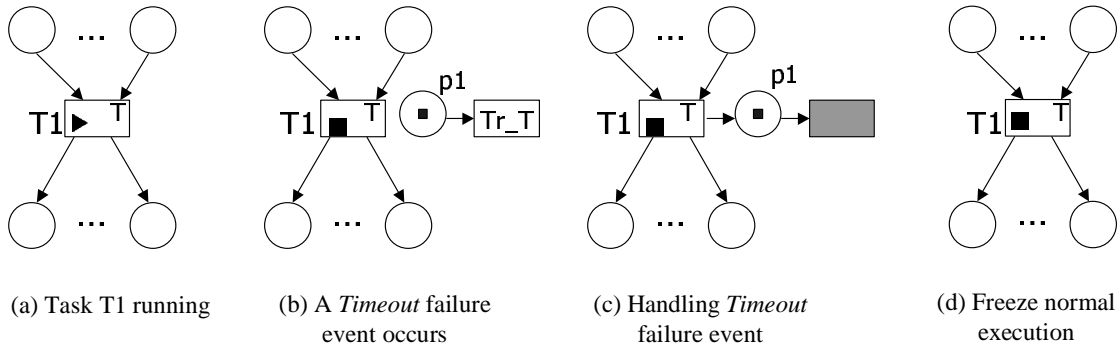 ... ... ... ...
p1 p1
T1 T T1 T Tr_T T1 T T1 T
... ... ... ...
(a) Task T1 running (b) A Timeout failure (c) Handling Timeout (d) Freeze normal
event occurs failure event execution